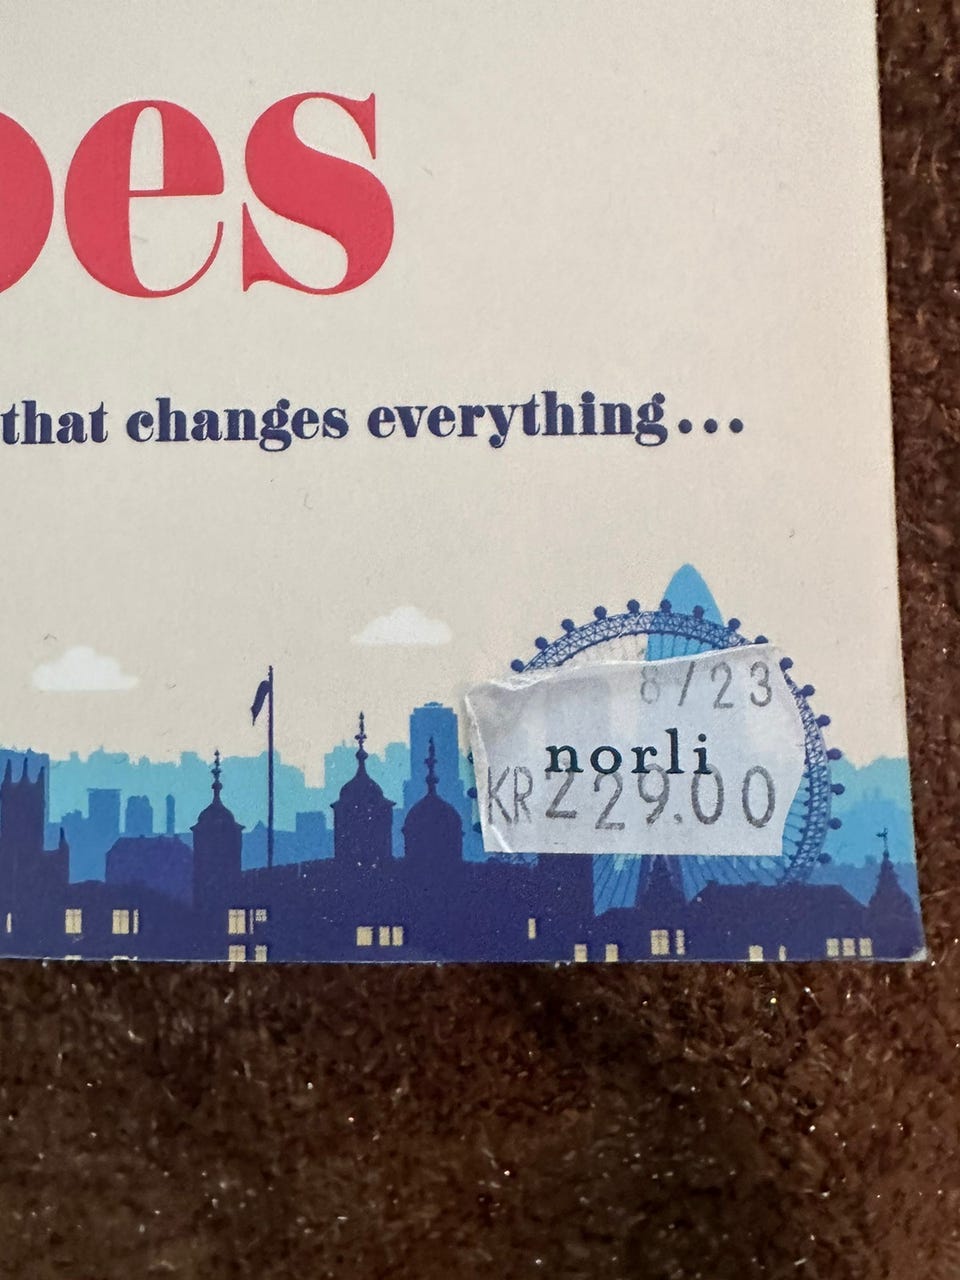 oes
that changes everything...
8/23
norli
KR 229.00